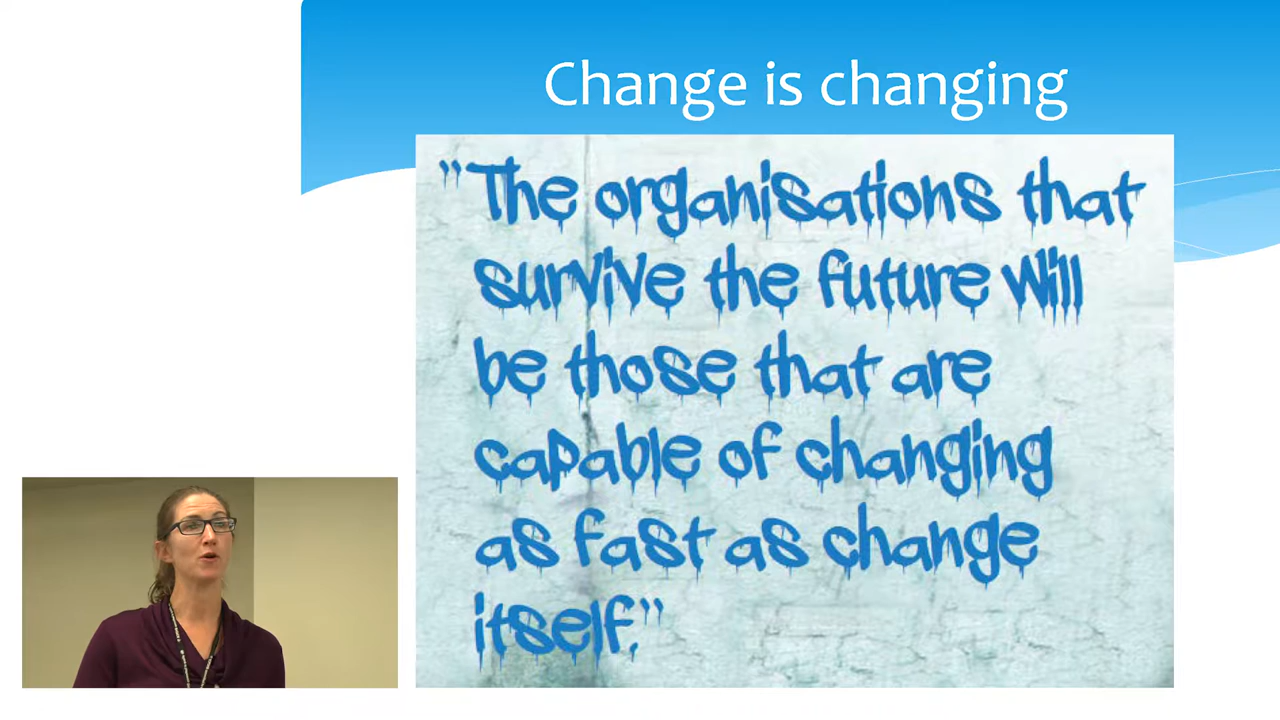 Change is changing
"The organisations that
survive the future will
be those that are
capable of changing
as fast as change
itself."